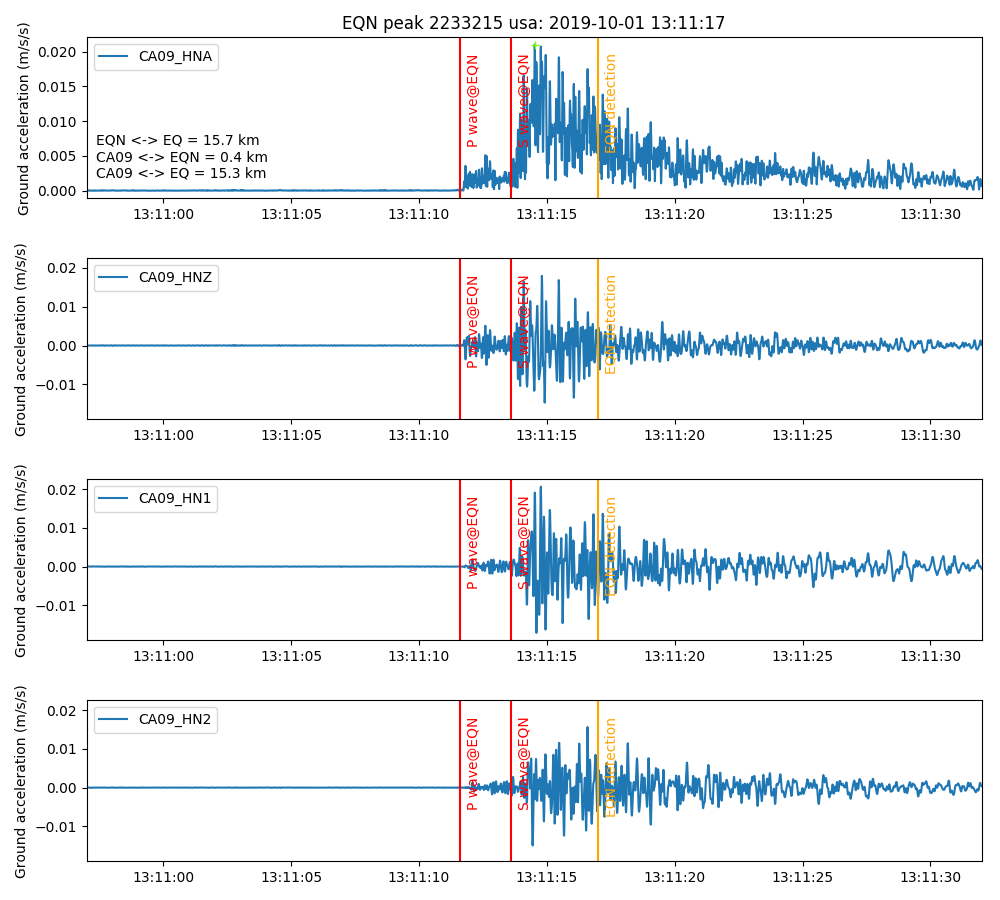 EQN peak 2233215 usa: 2019-10-01 13:11:17
Ground acceleration (m/s/s)
0.020
0.015
0.010
0.005
0.000
CA09_HNA
P wave@EQN
S wave@EQN
EQN detection
EQN <-> EQ = 15.7 km
CA09 <-> EQN = 0.4 km
CA09 <-> EQ = 15.3 km
13:11:00 13:11:05 13:11:10 13:11:15 13:11:20 13:11:25 13:11:30
Ground acceleration (m/s/s)
0.02
0.01
0.00
−0.01
CA09_HNZ
P wave@EQN
S wave@EQN
EQN detection
13:11:00 13:11:05 13:11:10 13:11:15 13:11:20 13:11:25 13:11:30
Ground acceleration (m/s/s)
0.02
0.01
0.00
−0.01
CA09_HN1
P wave@EQN
S wave@EQN
EQN detection
13:11:00 13:11:05 13:11:10 13:11:15 13:11:20 13:11:25 13:11:30
Ground acceleration (m/s/s)
0.02
0.01
0.00
−0.01
CA09_HN2
P wave@EQN
S wave@EQN
EQN detection
13:11:00 13:11:05 13:11:10 13:11:15 13:11:20 13:11:25 13:11:30